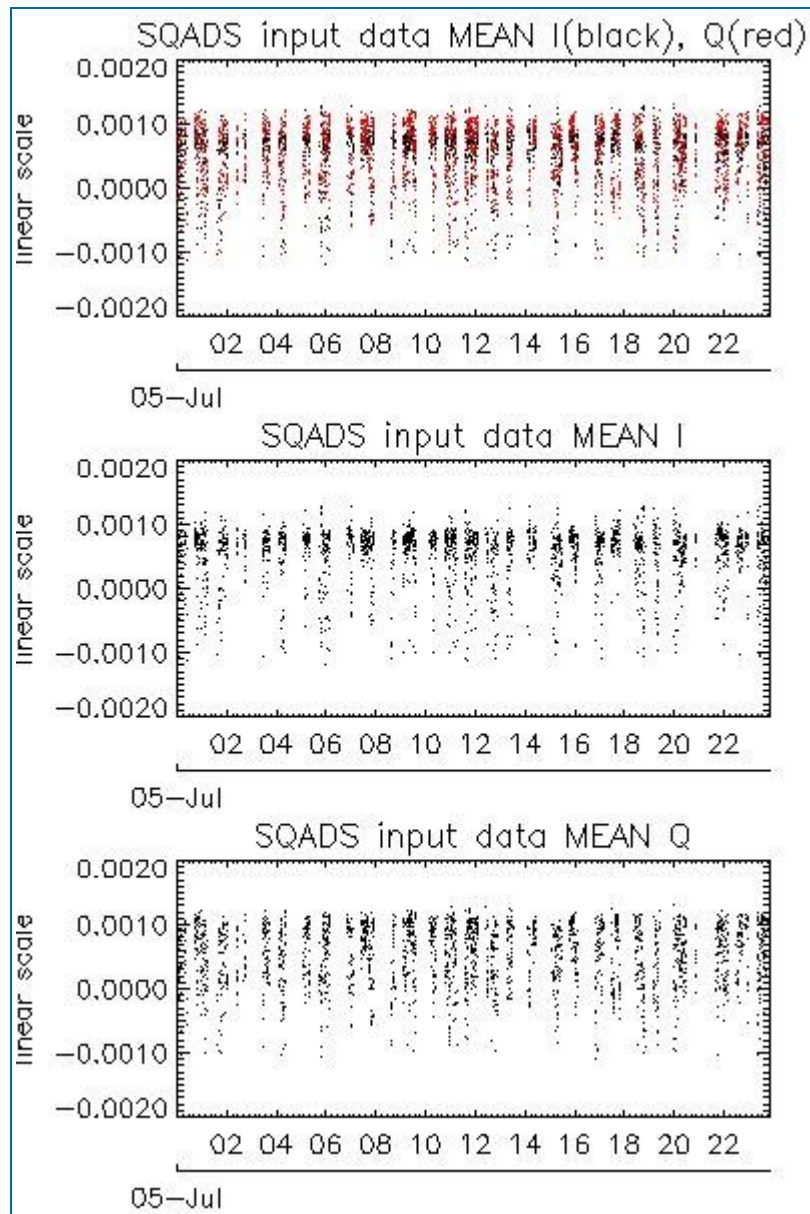 SQADS input data MEAN I(black), Q(red)
linear scale
0.0020
0.0010
0.0000
−0.0010
−0.0020
02 04 06 08 10 12 14 16 18 20 22
05−Jul
SQADS input data MEAN I
linear scale
0.0020
0.0010
0.0000
−0.0010
−0.0020
02 04 06 08 10 12 14 16 18 20 22
05−Jul
SQADS input data MEAN Q
linear scale
0.0020
0.0010
0.0000
−0.0010
−0.0020
02 04 06 08 10 12 14 16 18 20 22
05−Jul